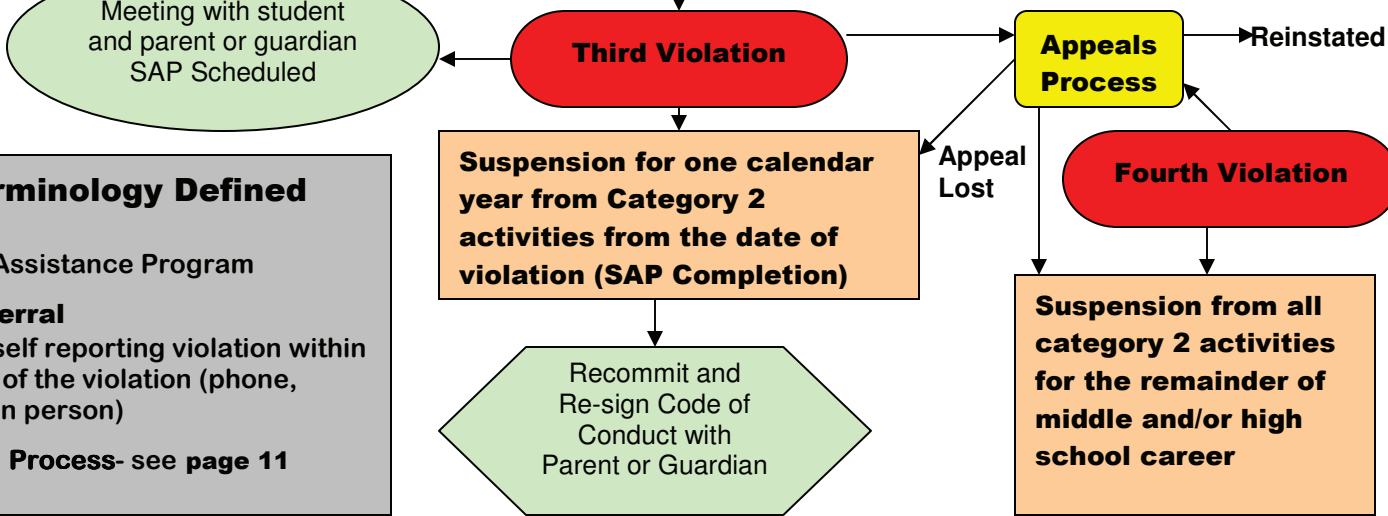 Meeting with student
and parent or guardian
SAP Scheduled
Third Violation
Appeals
Process
Reinstated
Suspension for one calendar
year from Category 2
activities from the date of
violation (SAP Completion)
Appeal
Lost
Fourth Violation
rminology Defined
Assistance Program
erral
self reporting violation within
of the violation (phone,
n person)
Process- see page 11
Recommit and
Re-sign Code of
Conduct with
Parent or Guardian
Suspension from all
category 2 activities
for the remainder of
middle and/or high
school career